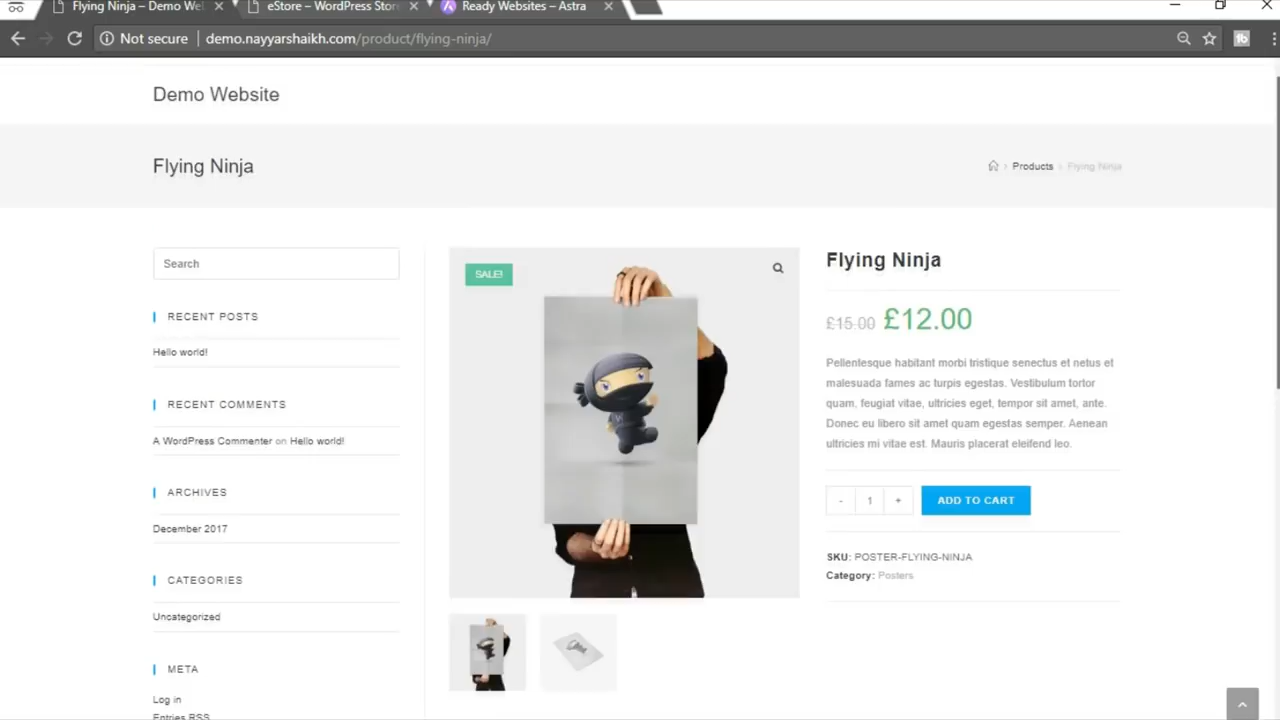 Flying Ninja – Demo We
eStore – WordPress Stor
Ready Websites – Astra
Not secure
demo.nayyarshaikh.com/product/flying-ninja/
Demo Website
Flying Ninja
Products
Flying Ninja
Search
RECENT POSTS
Hello world!
RECENT COMMENTS
A WordPress Commenter on Hello world!
ARCHIVES
December 2017
CATEGORIES
Uncategorized
META
Log in
Entries RSS
SALE!
Flying Ninja
£15.00 £12.00
Pellentesque habitant morbi tristique senectus et netus et
malesuada fames ac turpis egestas. Vestibulum tortor
quam, feugiat vitae, ultricies eget, tempor sit amet, ante.
Donec eu libero sit amet quam egestas semper. Aenean
ultricies mi vitae est. Mauris placerat eleifend leo.
- 1 +
ADD TO CART
SKU: POSTER-FLYING-NINJA
Category: Posters